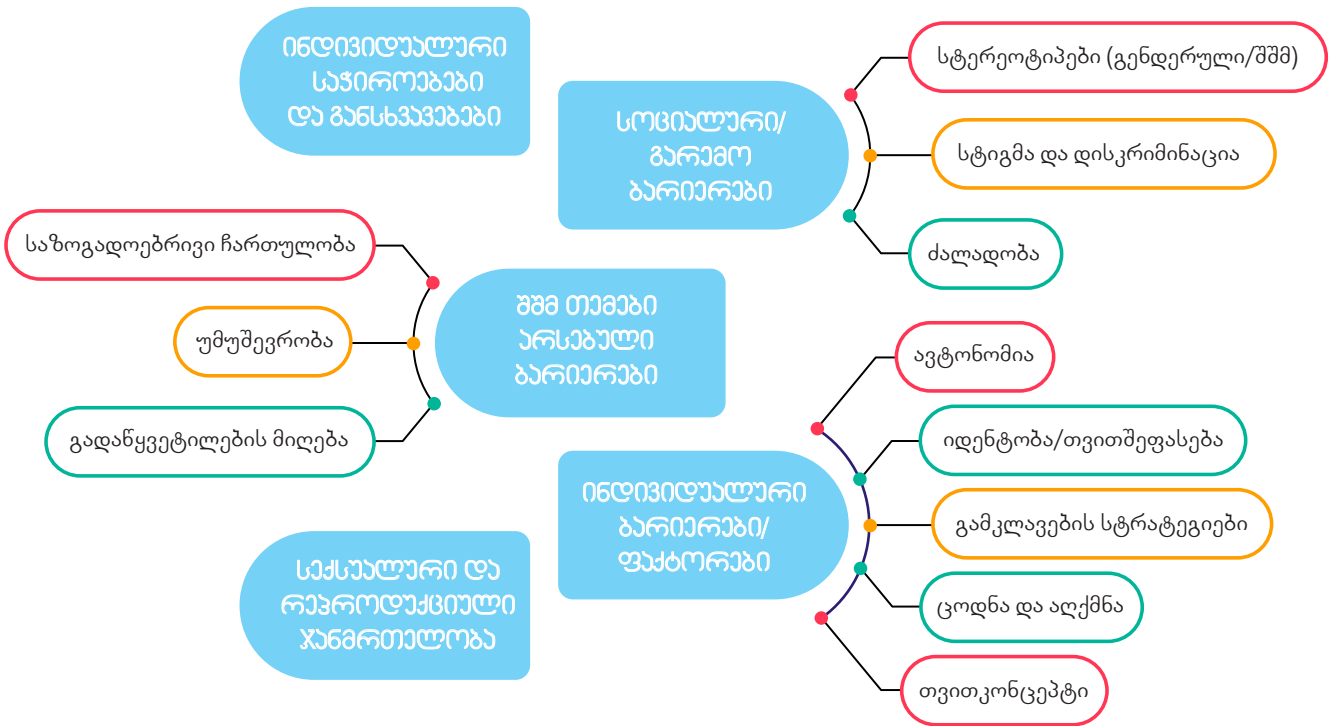 ინდივიდუალური
საჭიროებები
და განსხვავებები
სოციალური/
გარემო
ბარიერები
სტერეოტიპები (გენდერული/შშმ)
სტიგმა და დისკრიმინაცია
ძალადობა
საზოგადოებრივი ჩართულობა
უმუშევრობა
გადაწყვეტილების მიღება
შშმ თემები
არსებული
ბარიერები
ინდივიდუალური
ბარიერები/
ფაქტორები
ავტონომია
იდენტობა/თვითშეფასება
გამკლავების სტრატეგიები
ცოდნა და აღქმნა
თვითკონცეპტი
სექსუალური და
რეპროდუქციული
ჯანმრთელობა